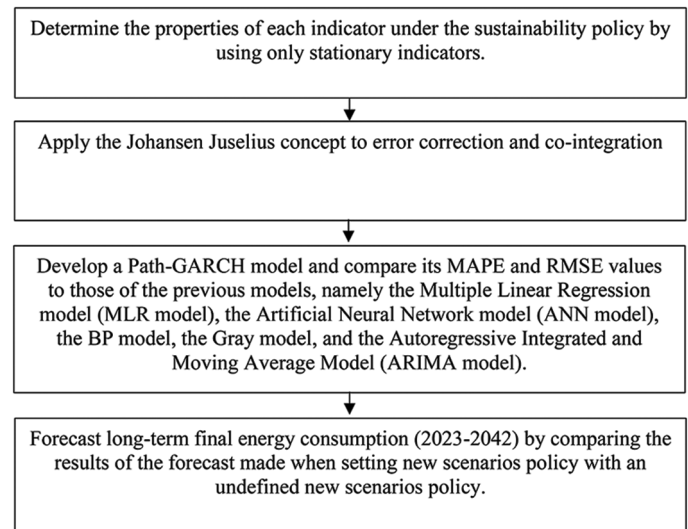 Determine the properties of each indicator under the sustainability policy by
using only stationary indicators.
Apply the Johansen Juselius concept to error correction and co-integration
Develop a Path-GARCH model and compare its MAPE and RMSE values
to those of the previous models, namely the Multiple Linear Regression
model (MLR model), the Artificial Neural Network model (ANN model),
the BP model, the Gray model, and the Autoregressive Integrated and
Moving Average Model (ARIMA model).
Forecast long-term final energy consumption (2023-2042) by comparing the
results of the forecast made when setting new scenarios policy with an
undefined new scenarios policy.